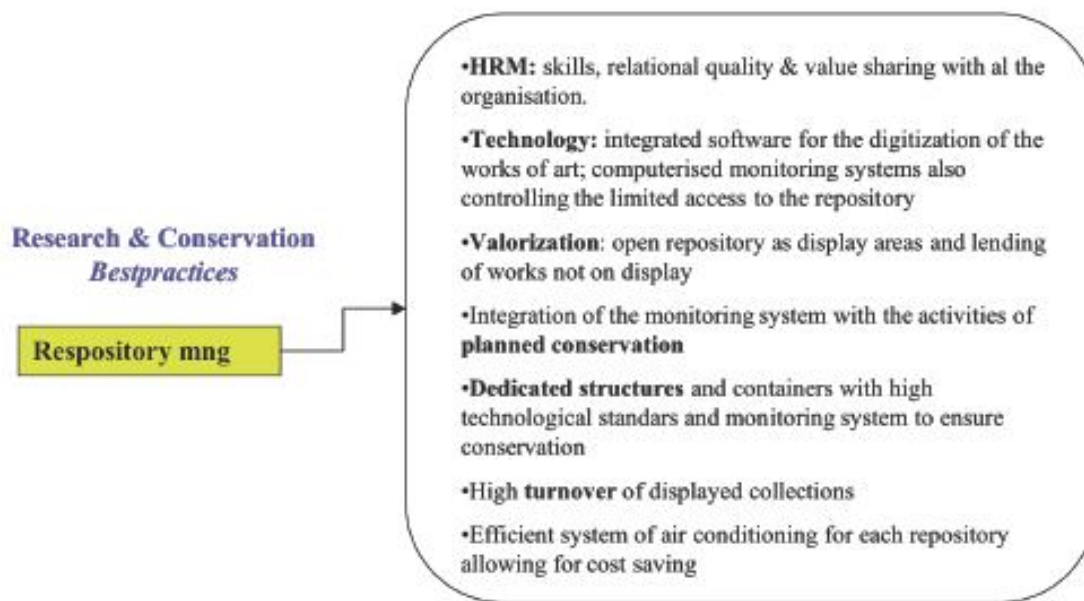 Research & Conservation
Bestpractices
Respository mng
•HRM: skills, relational quality & value sharing with al the
organisation.
•Technology: integrated software for the digitization of the
works of art; computerised monitoring systems also
controlling the limited access to the repository
•Valorization: open repository as display areas and lending
of works not on display
•Integration of the monitoring system with the activities of
planned conservation
•Dedicated structures and containers with high
technological standars and monitoring system to ensure
conservation
•High turnover of displayed collections
•Efficient system of air conditioning for each repository
allowing for cost saving